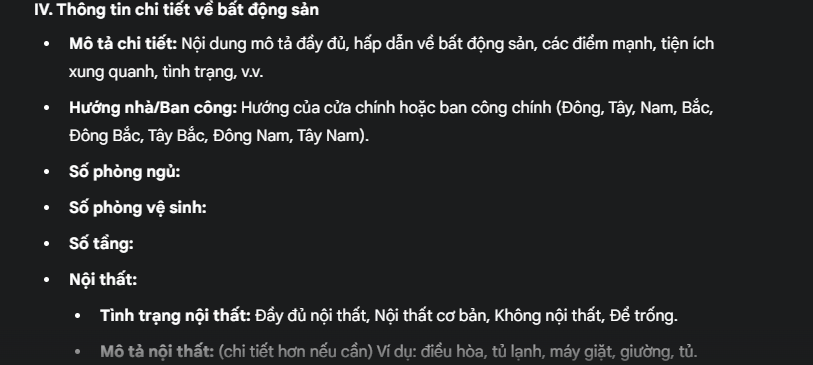 IV. Thông tin chi tiết về bất động sản
• Mô tả chi tiết: Nội dung mô tả đầy đủ, hấp dẫn về bất động sản, các điểm mạnh, tiện ích
xung quanh, tình trạng, v.v.
• Hướng nhà/Ban công: Hướng của cửa chính hoặc ban công chính (Đông, Tây, Nam, Bắc,
Đông Bắc, Tây Bắc, Đông Nam, Tây Nam).
• Số phòng ngủ:
• Số phòng vệ sinh:
• Số tầng:
• Nội thất:
• Tình trạng nội thất: Đầy đủ nội thất, Nội thất cơ bản, Không nội thất, Để trống.
• Mô tả nội thất: (chi tiết hơn nếu cần) Ví dụ: điều hòa, tủ lạnh, máy giặt, giường, tủ.